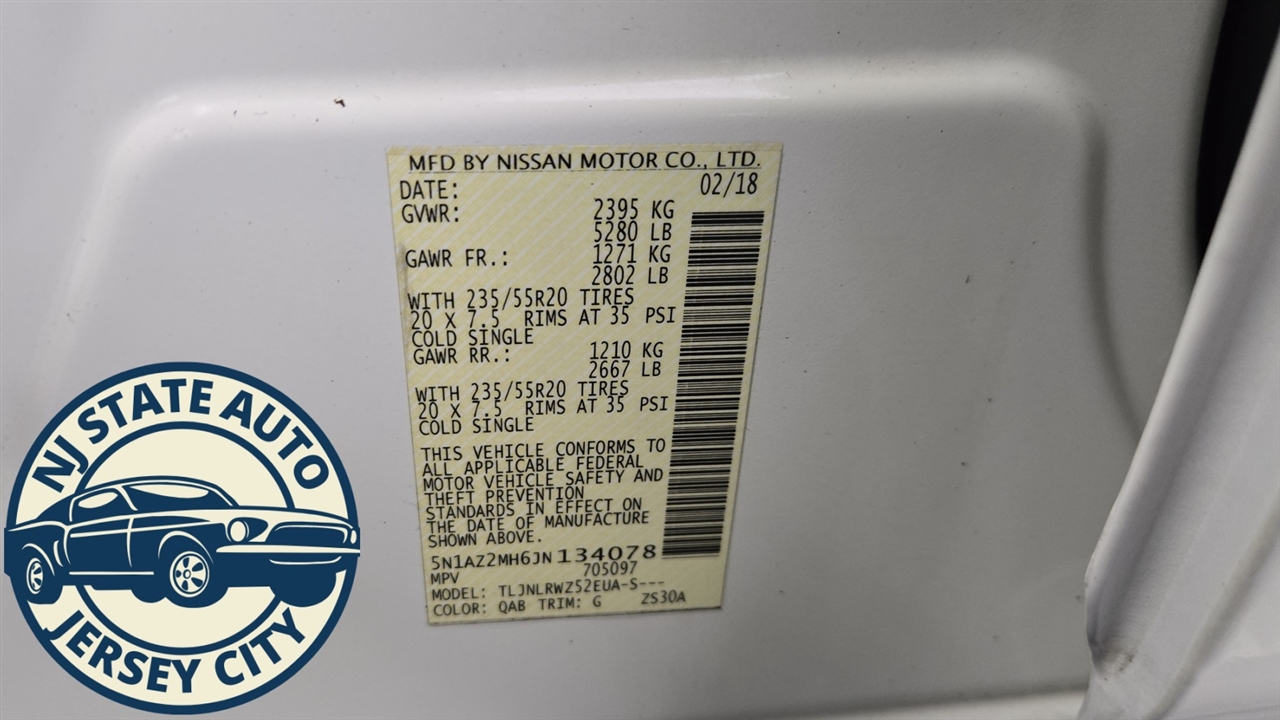 MFD BY NISSAN MOTOR CO., LTD.
DATE: 02/18
GVWR: 2395 KG
5280 LB
GAWR FR.: 1271 KG
2802 LB
WITH 235/55R20 TIRES
20 X 7.5 RIMS AT 35 PSI
COLD SINGLE
GAWR RR.: 1210 KG
2667 LB
WITH 235/55R20 TIRES
20 X 7.5 RIMS AT 35 PSI
COLD SINGLE
THIS VEHICLE CONFORMS TO
ALL APPLICABLE FEDERAL
MOTOR VEHICLE SAFETY AND
THEFT PREVENTION
STANDARDS IN EFFECT ON
THE DATE OF MANUFACTURE
SHOWN ABOVE.
5N1AZ2MH6JN134078
MPV 705097
MODEL: TLJNLRWZ52EUA-S---
COLOR: QAB TRIM: G ZS30A
NJ STATE AUTO
JERSEY CITY